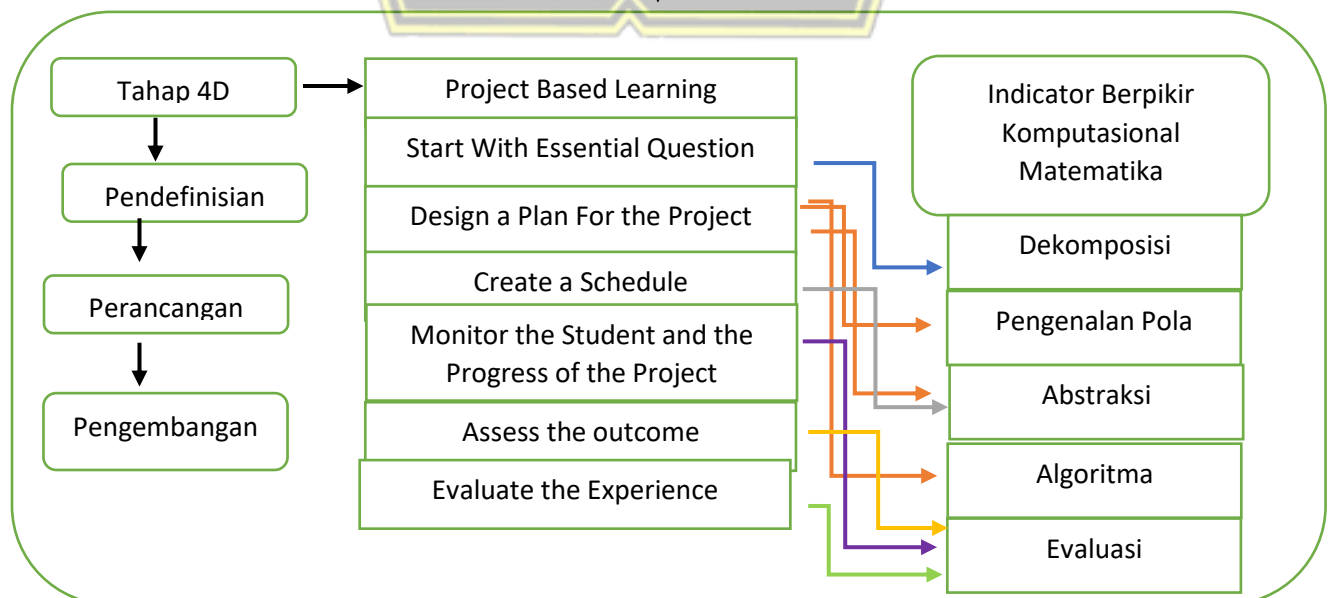 Tahap 4D
Pendefinisian
Perancangan
Pengembangan
Project Based Learning
Start With Essential Question
Design a Plan For the Project
Create a Schedule
Monitor the Student and the
Progress of the Project
Assess the outcome
Evaluate the Experience
Indicator Berpikir
Komputasional
Matematika
Dekomposisi
Pengenalan Pola
Abstraksi
Algoritma
Evaluasi